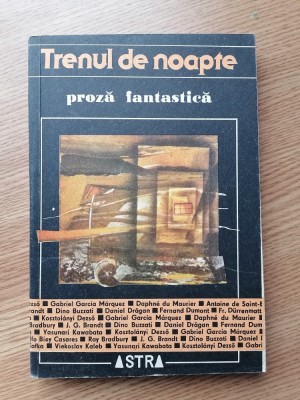 Trenul de noapte
proză fantastică
Dezső ■ Gabriel Garcia Márquez ■ Daphné du Maurier ■ Antoine de Saint-E
Brandt ■ Dino Buzzati ■ Daniel Drăgan ■ Fernand Dumont ■ Fr. Dürrenmatt
■ Kosztolányi Dezső ■ Gabriel Garcia Márquez ■ Daphné du Maurier ■
Bradbury ■ J. G. Brandt ■ Dino Buzzati ■ Daniel Drăgan ■ Fernand Dum
■ Yasunari Kawabata ■ Kosztolányi Dezső ■ Gabriel Garcia Márquez ■
Bioy Casares ■ Ray Bradbury ■ J. G. Brandt ■ Dino Buzzati ■ Daniel
Kafka ■ Viekoslav Kaleb ■ Yasunari Kawabata ■ Kosztolányi Dezső ■ Gabri
ASTRA